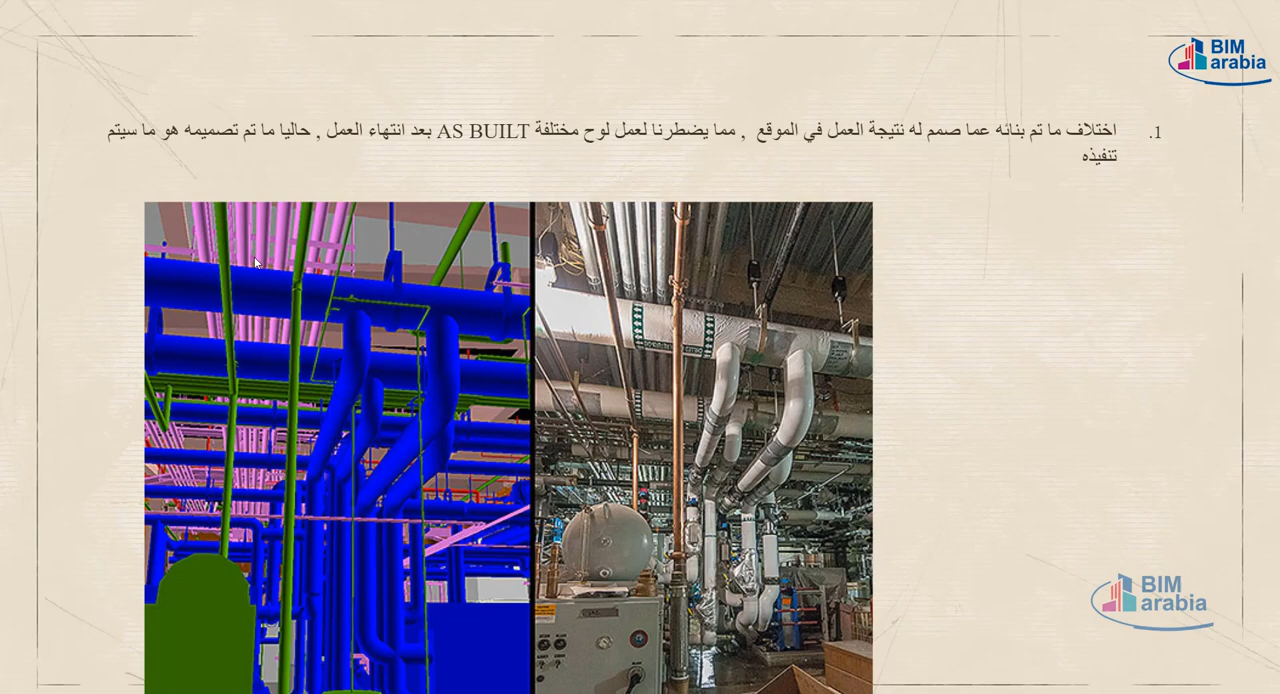 BIM
arabia
1. اختلاف ما تم بنائه عما صمم له نتيجة العمل في الموقع , مما يضطرنا لعمل لوح مختلفة AS BUILT بعد انتهاء العمل , حاليا ما تم تصميمه هو ما سيتم
تنفيذه
BIM
arabia